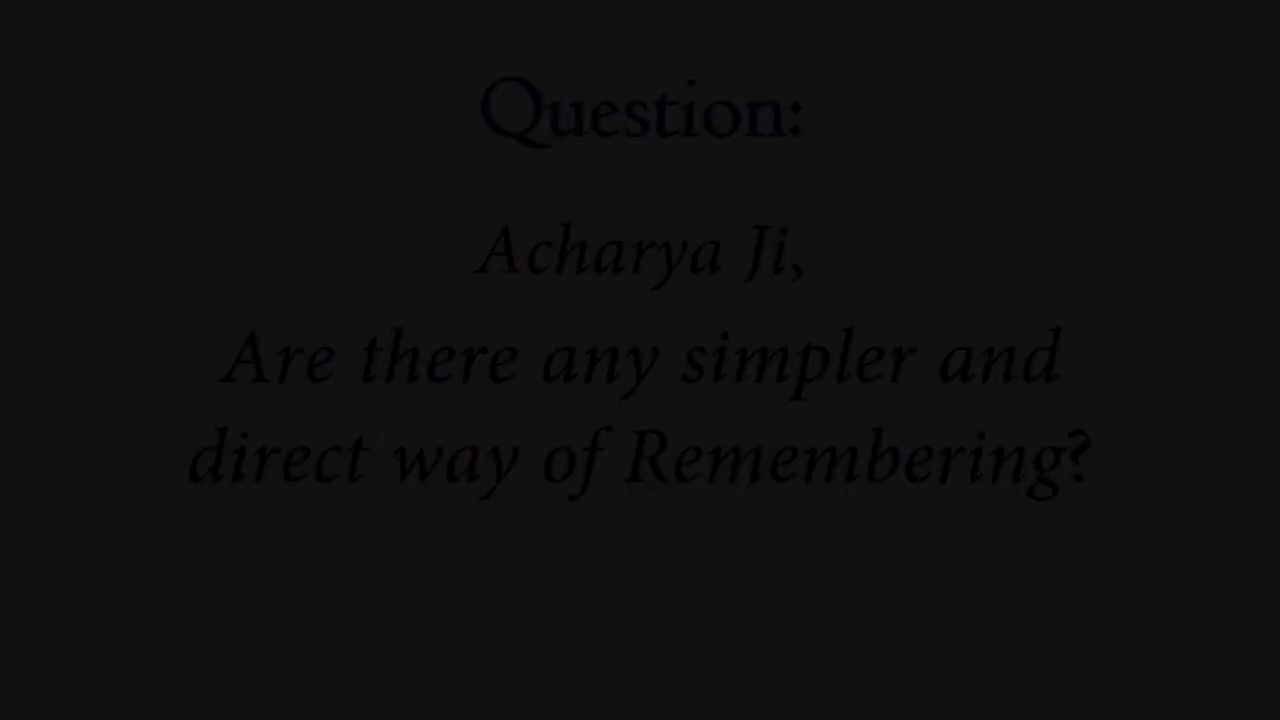 Question:
Acharya Ji,
Are there any simpler and
direct way of Remembering?